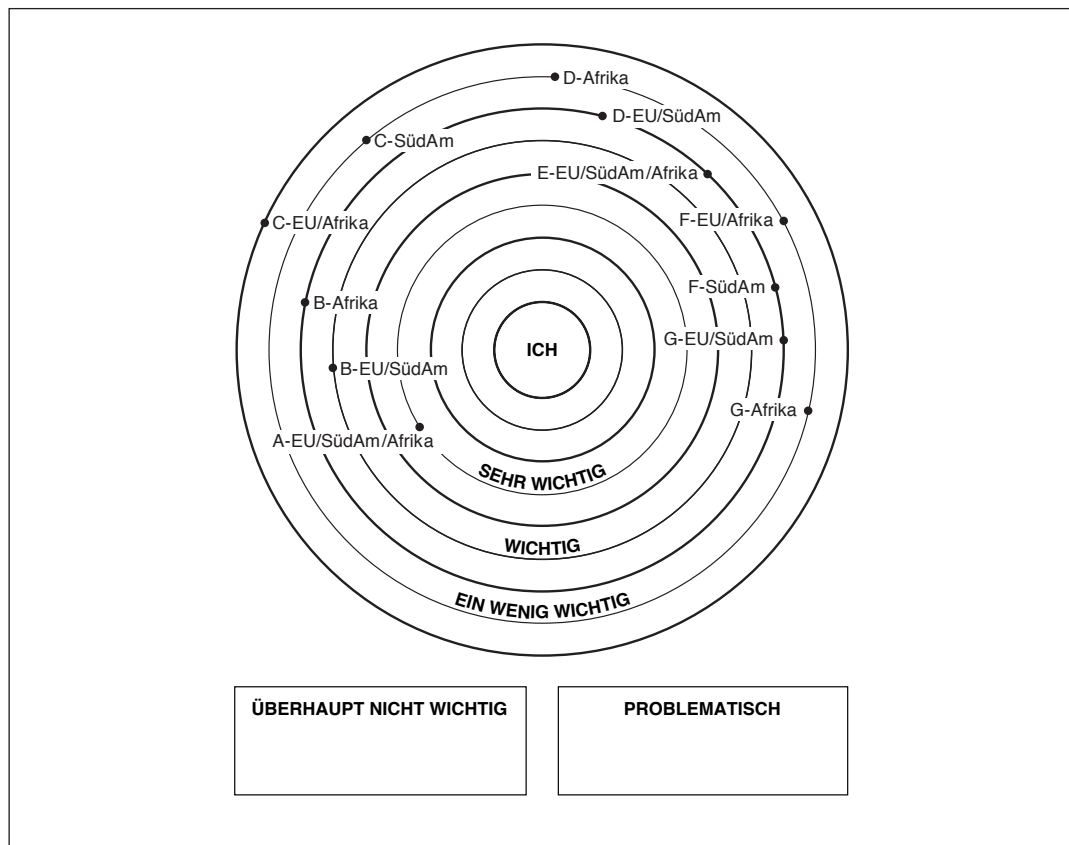 D-Afrika
D-EU/SüdAm
C-SüdAm
E-EU/SüdAm/Afrika
C-EU/Afrika
F-EU/Afrika
F-SüdAm
B-Afrika
G-EU/SüdAm
ICH
B-EU/SüdAm
G-Afrika
A-EU/SüdAm/Afrika
SEHR WICHTIG
WICHTIG
EIN WENIG WICHTIG
ÜBERHAUPT NICHT WICHTIG
PROBLEMATISCH